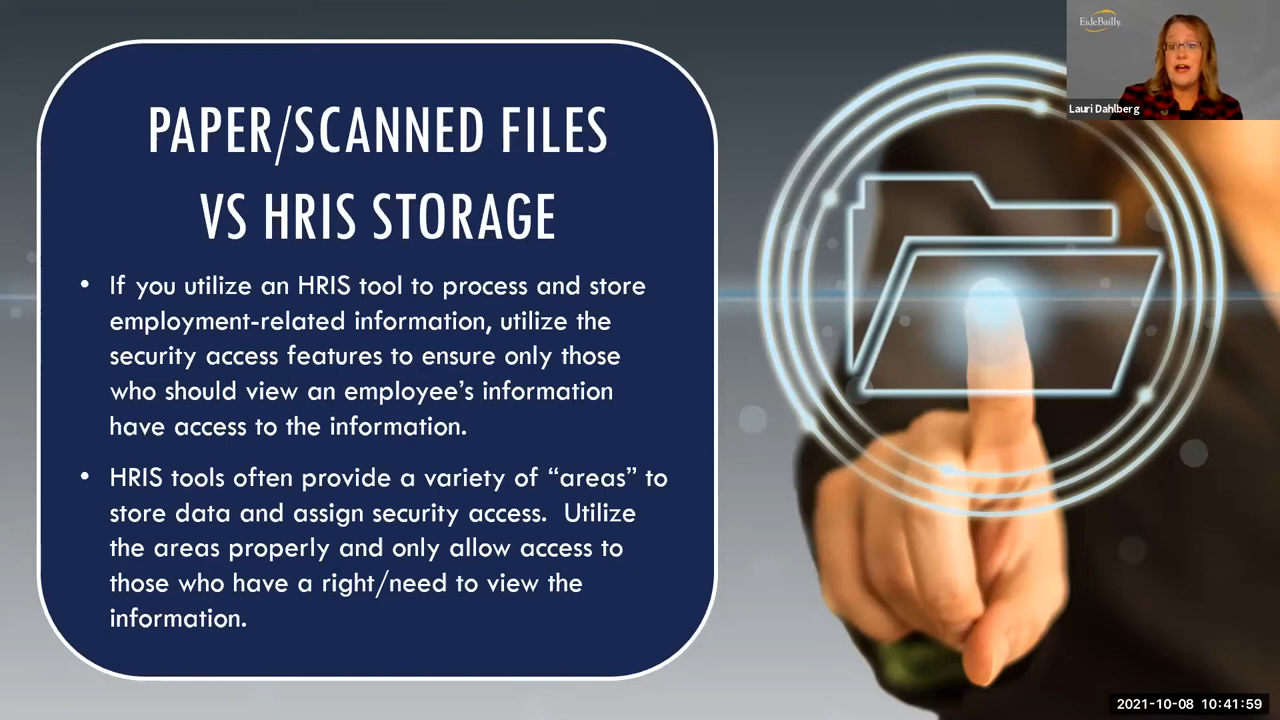 EideBailly.
Lauri Dahlberg
PAPER/SCANNED FILES
VS HRIS STORAGE
• If you utilize an HRIS tool to process and store
employment-related information, utilize the
security access features to ensure only those
who should view an employee’s information
have access to the information.
• HRIS tools often provide a variety of “areas” to
store data and assign security access.  Utilize
the areas properly and only allow access to
those who have a right/need to view the
information.
2021-10-08 10:41:59